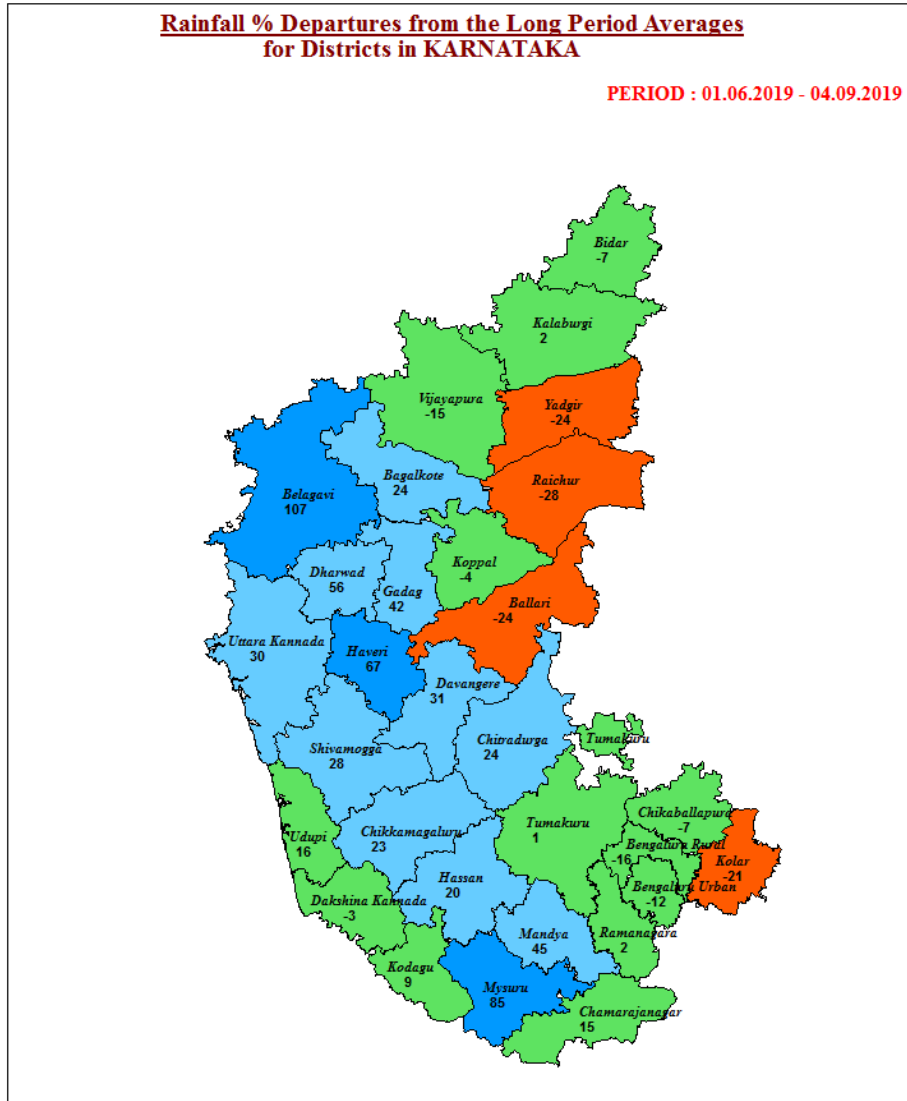 Rainfall % Departures from the Long Period Averages
for Districts in KARNATAKA
PERIOD : 01.06.2019 - 04.09.2019
Bidar
-7
Kalaburgi
2
Vijayapura
-15
Yadgir
-24
Bagalkote
24
Raichur
-28
Belagavi
107
Koppal
-4
Dharwad
56
Gadag
42
Ballari
-24
Uttara Kannada
30
Haveri
67
Davangere
31
Chitradurga
24
Tumakuru
Shivamogga
28
Chikaballapura
-7
Tumakuru
1
Udupi
16
Chikkamagaluru
23
Bengaluru Rural
-16
Kolar
-21
Hassan
20
Bengaluru Urban
-12
Dakshina Kannada
-3
Mandya
45
Ramanagara
2
Kodagu
9
Mysuru
85
Chamarajanagar
15